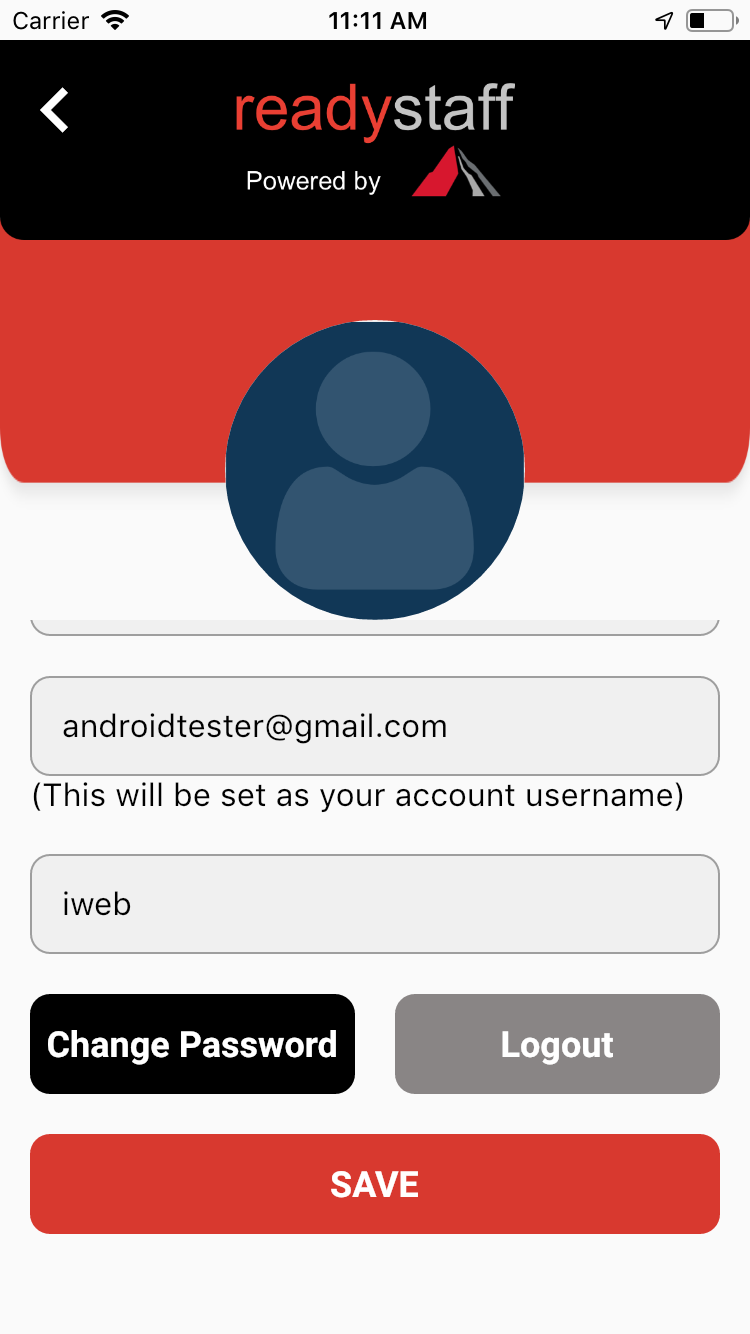 Carrier 11:11 AM
readystaff
Powered by
androidtester@gmail.com
(This will be set as your account username)
iweb
Change Password Logout
SAVE